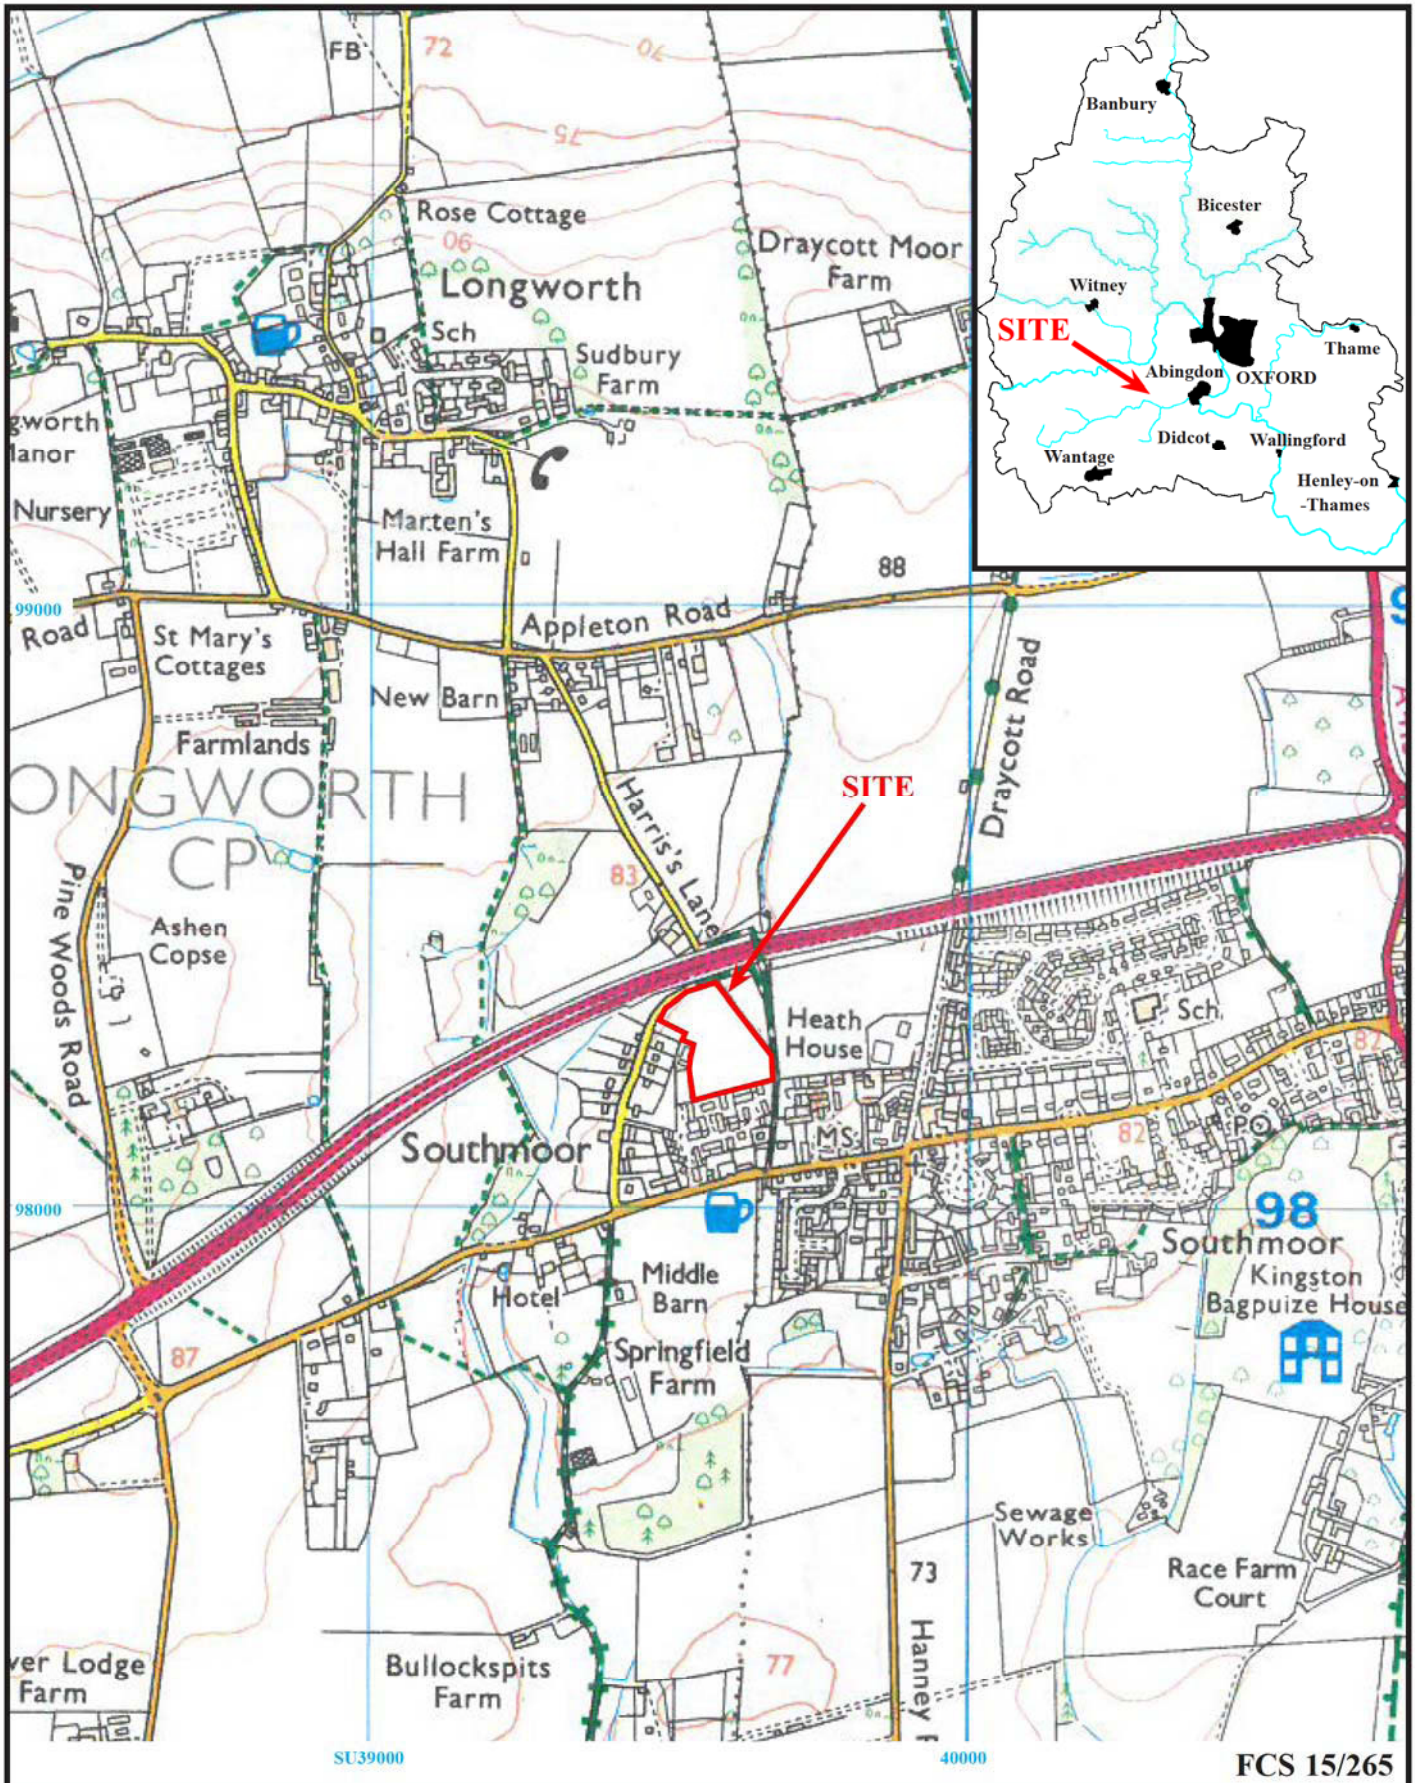 FB
72
70
75
Banbury
Bicester
Witney
SITE
Thame
Abingdon
OXFORD
Didcot
Wallingford
Wantage
Henley-on
-Thames
Rose Cottage
90
Longworth
Draycott Moor
Farm
Sch
Sudbury
Farm
gworth
Manor
Nursery
Marten's
Hall Farm
88
99000
Road
Appleton Road
St Mary's
Cottages
New Barn
Draycott Road
Farmlands
ONGWORTH
CP
SITE
Harris's Lane
83
Pine Woods Road
Ashen
Copse
Heath
House
Sch
82
Southmoor
MS
82
PO
98000
98
Southmoor
Kingston
Bagpuize House
Hotel
Middle
Barn
87
Springfield
Farm
Sewage
Works
Race Farm
Court
73
Hanney
77
ver Lodge
Farm
Bullockspits
Farm
SU39000
40000
FCS 15/265